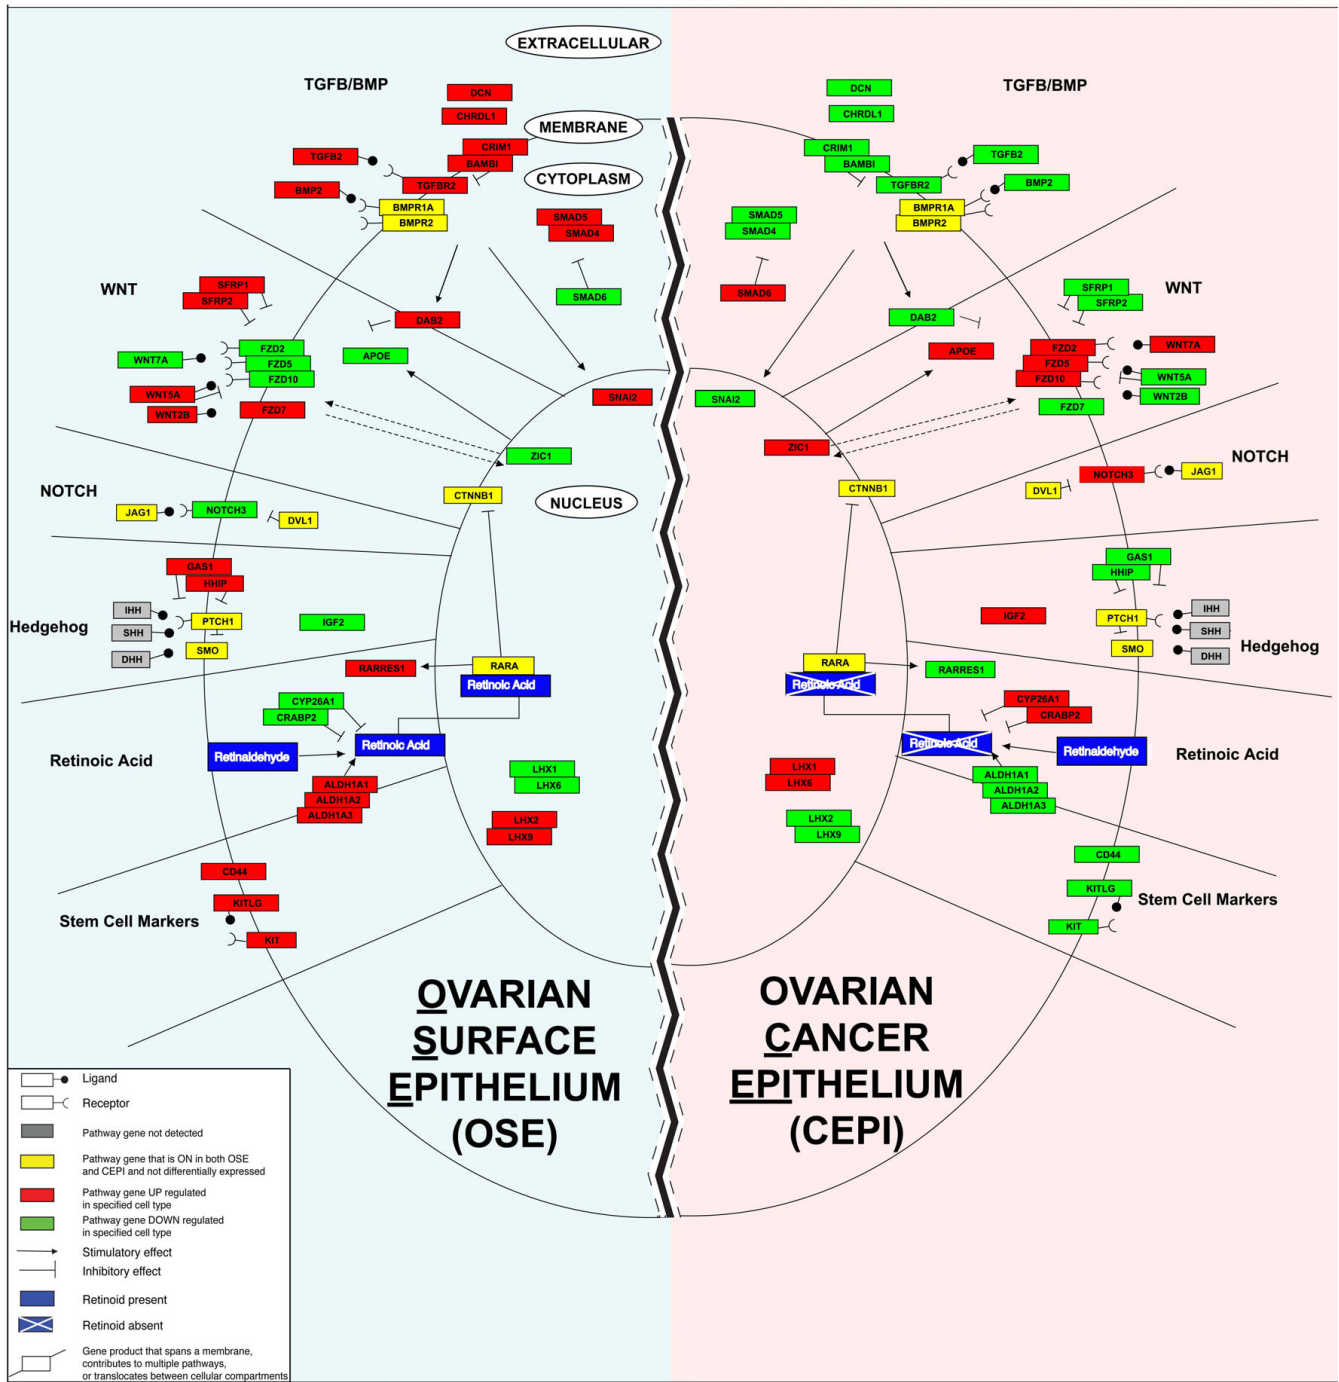 EXTRACELLULAR
MEMBRANE
CYTOPLASM
NUCLEUS
TGFB/BMP
DCN
CHRDL1
CRIM1
BAMBI
TGFB2
TGFBR2
BMP2
BMPR1A
BMPR2
SMAD5
SMAD4
SMAD6
WNT
SFRP1
SFRP2
DAB2
APOE
WNT7A
FZD2
FZD5
FZD10
WNT5A
WNT2B
FZD7
SNAI2
ZIC1
CTNNB1
NOTCH
JAG1
NOTCH3
DVL1
GAS1
HHIP
Hedgehog
IHH
SHH
DHH
PTCH1
SMO
IGF2
RARRES1
RARA
Retinoic Acid
CYP26A1
CRABP2
Retinoic Acid
Retinaldehyde
Retinoic Acid
ALDH1A1
ALDH1A2
ALDH1A3
LHX1
LHX6
LHX2
LHX9
CD44
KITLG
KIT
Stem Cell Markers
OVARIAN
SURFACE
EPITHELIUM
(OSE)
TGFB/BMP
DCN
CHRDL1
CRIM1
BAMBI
TGFB2
TGFBR2
BMP2
BMPR1A
BMPR2
SMAD5
SMAD4
SMAD6
WNT
SFRP1
SFRP2
DAB2
APOE
FZD2
FZD5
FZD10
WNT7A
WNT5A
WNT2B
FZD7
SNAI2
ZIC1
CTNNB1
NOTCH
NOTCH3
JAG1
DVL1
GAS1
HHIP
IHH
SHH
DHH
PTCH1
SMO
Hedgehog
IGF2
RARRES1
RARA
Retinoic Acid
CYP26A1
CRABP2
Retinoic Acid
Retinaldehyde
Retinoic Acid
ALDH1A1
ALDH1A2
ALDH1A3
LHX1
LHX6
LHX2
LHX9
CD44
KITLG
KIT
Stem Cell Markers
OVARIAN
CANCER
EPITHELIUM
(CEPI)
Ligand
Receptor
Pathway gene not detected
Pathway gene that is ON in both OSE
and CEPI and not differentially expressed
Pathway gene UP regulated
in specified cell type
Pathway gene DOWN regulated
in specified cell type
Stimulatory effect
Inhibitory effect
Retinoid present
Retinoid absent
Gene product that spans a membrane,
contributes to multiple pathways,
or translocates between cellular compartments